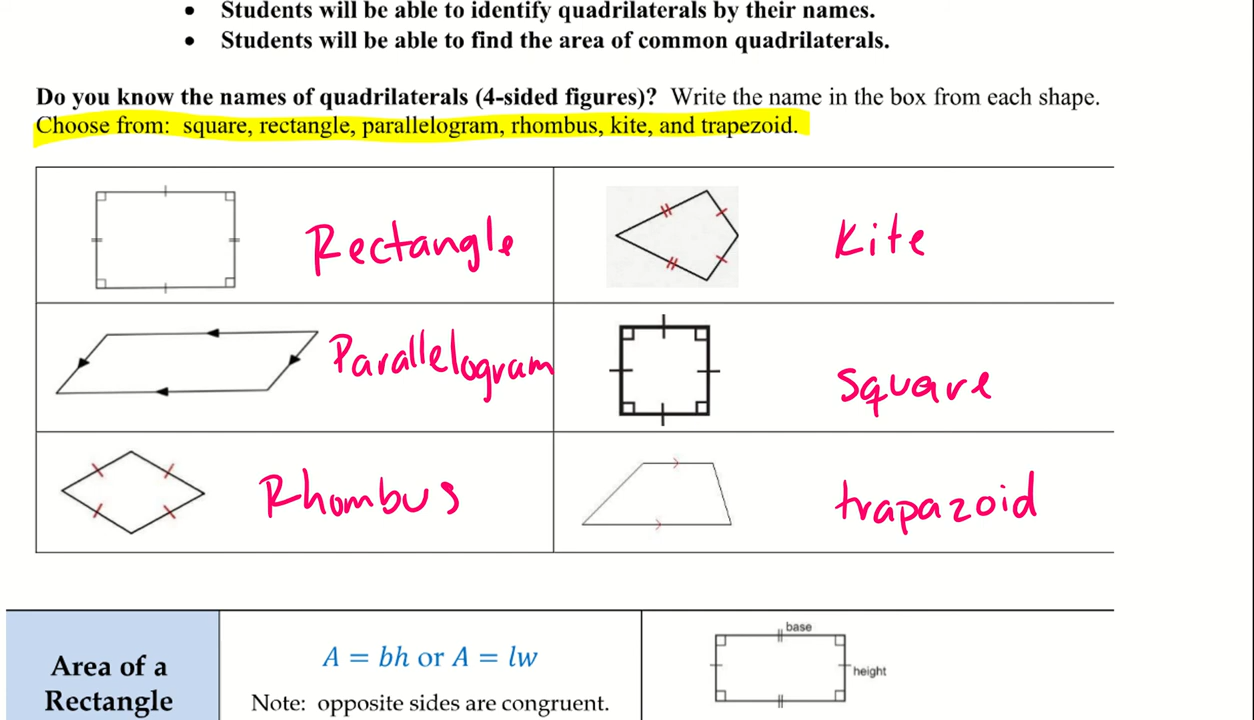 • Students will be able to identify quadrilaterals by their names.
• Students will be able to find the area of common quadrilaterals.
Do you know the names of quadrilaterals (4-sided figures)? Write the name in the box from each shape.
Choose from: square, rectangle, parallelogram, rhombus, kite, and trapezoid.
Rectangle
Kite
Parallelogram
Square
Rhombus
trapazoid
Area of a
Rectangle
A = bh or A = lw
Note: opposite sides are congruent.
base
height